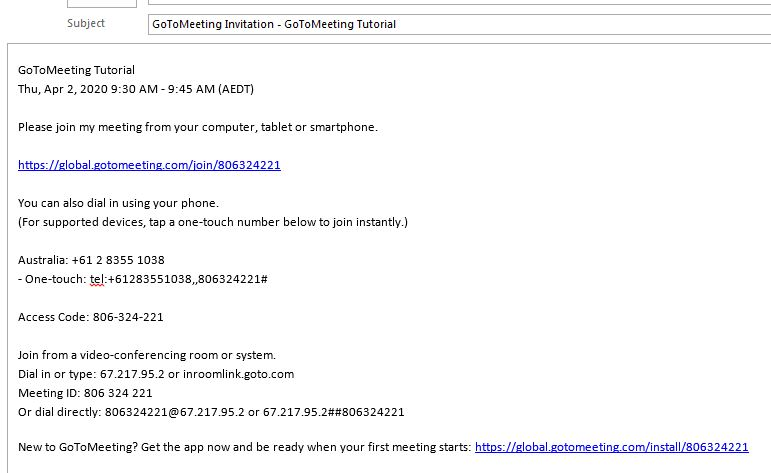 Subject GoToMeeting Invitation - GoToMeeting Tutorial
GoToMeeting Tutorial
Thu, Apr 2, 2020 9:30 AM - 9:45 AM (AEDT)
Please join my meeting from your computer, tablet or smartphone.
https://global.gotomeeting.com/join/806324221
You can also dial in using your phone.
(For supported devices, tap a one-touch number below to join instantly.)
Australia: +61 2 8355 1038
- One-touch: tel:+61283551038,,806324221#
Access Code: 806-324-221
Join from a video-conferencing room or system.
Dial in or type: 67.217.95.2 or inroomlink.goto.com
Meeting ID: 806 324 221
Or dial directly: 806324221@67.217.95.2 or 67.217.95.2##806324221
New to GoToMeeting? Get the app now and be ready when your first meeting starts: https://global.gotomeeting.com/install/806324221